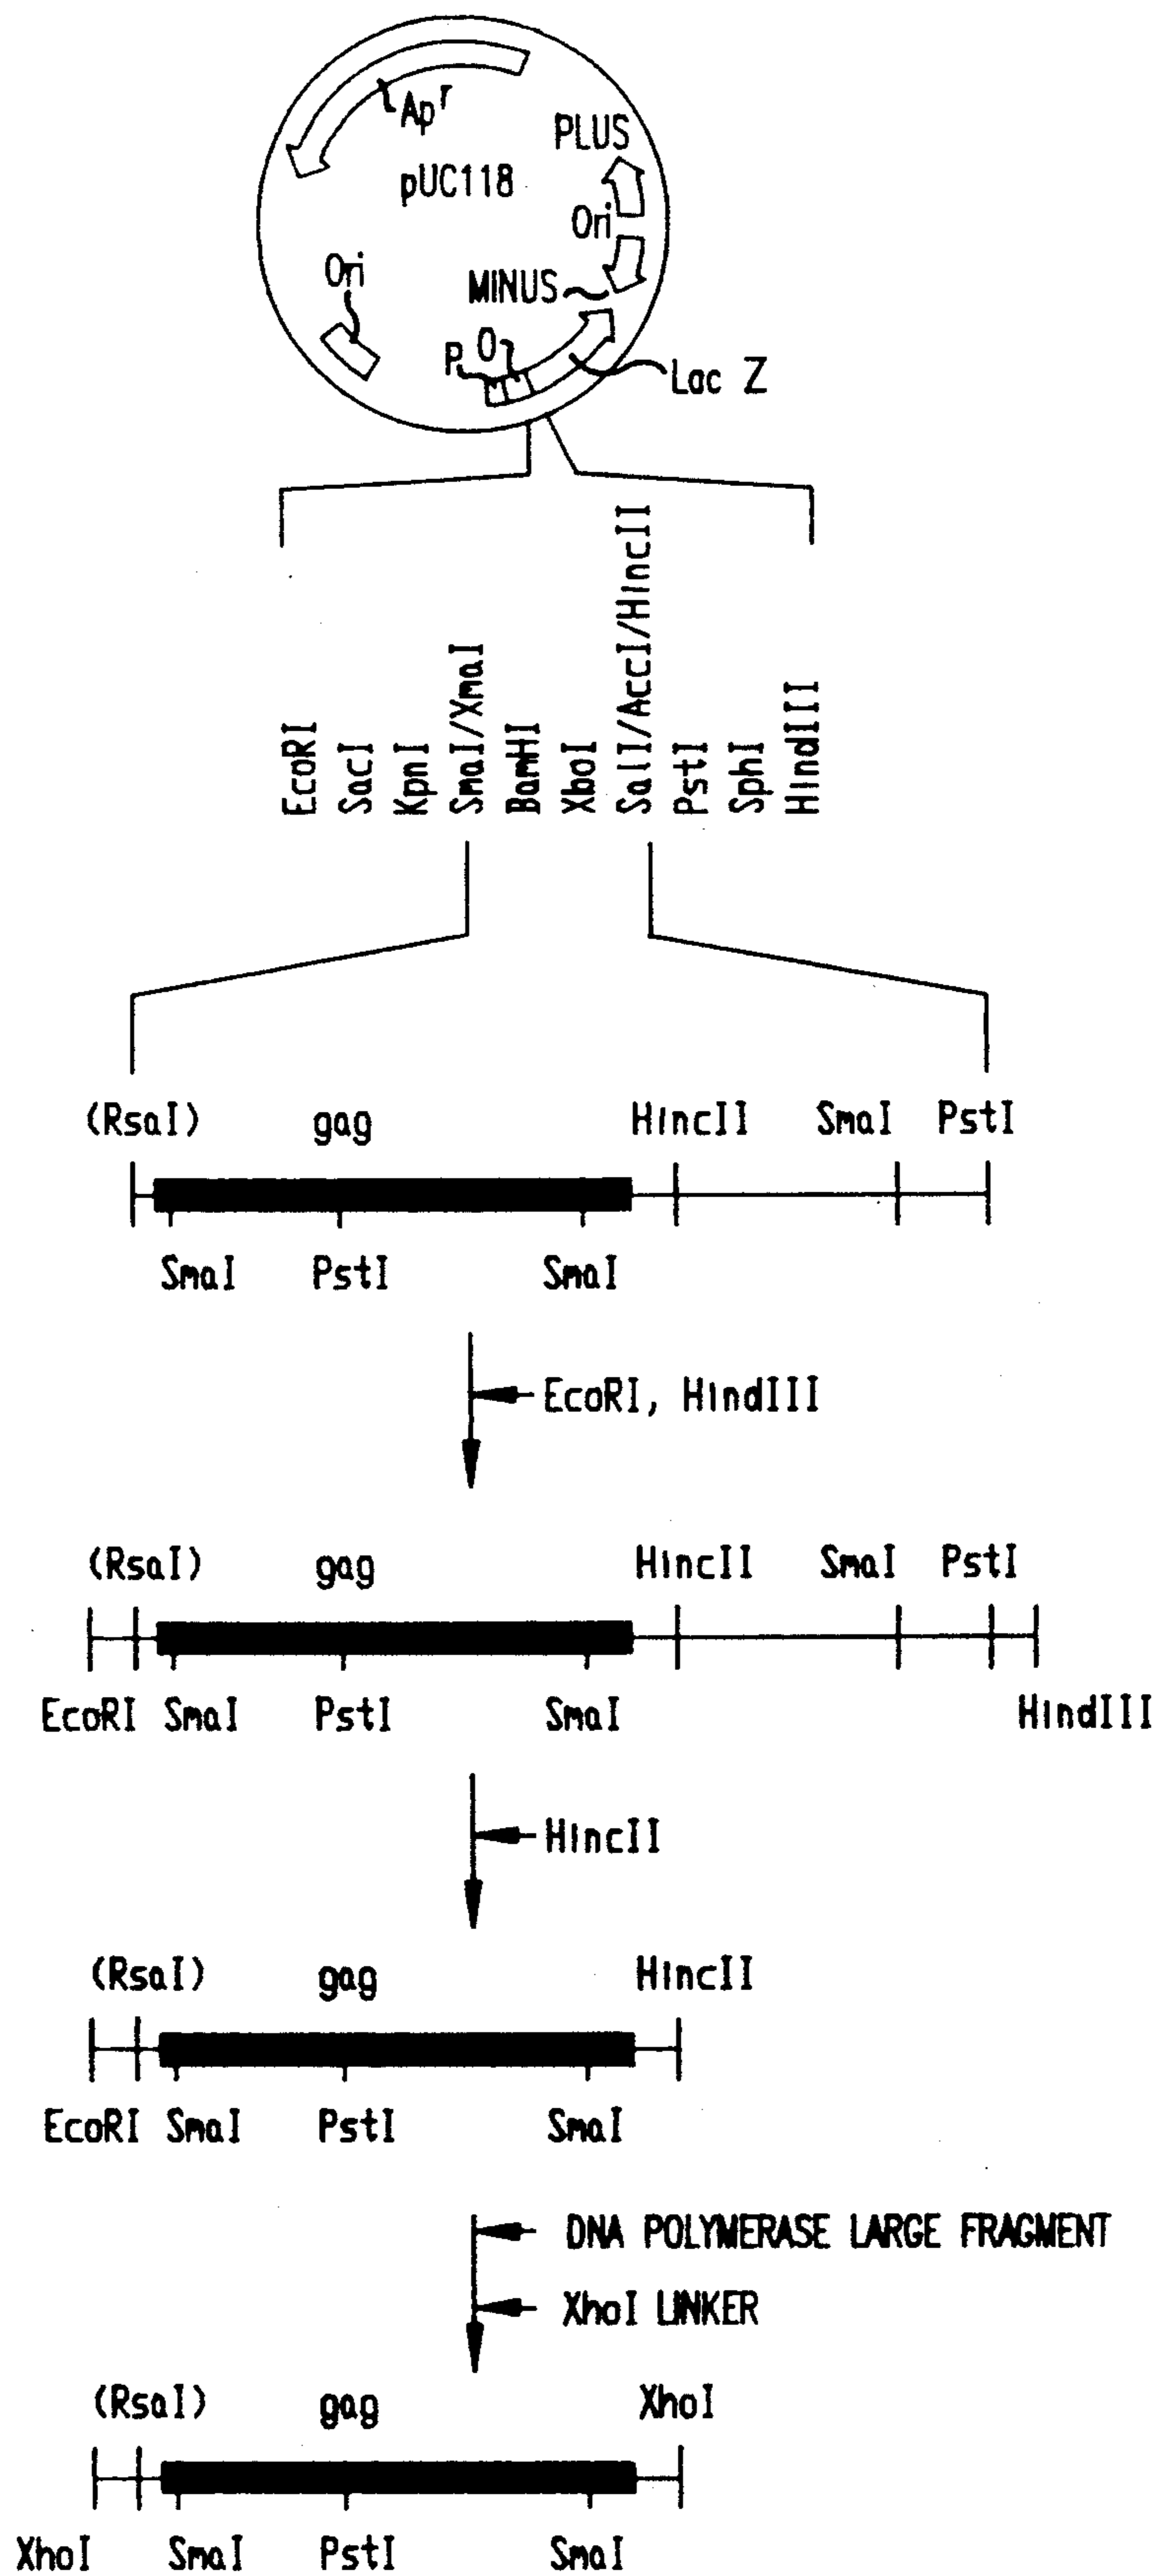 Apr
pUC118
PLUS
Ori
MINUS
Ori
P O
Lac Z
EcoRI
SacI
KpnI
SmaI/XmaI
BamHI
XboI
SalI/AccI/HincII
PstI
SphI
HindIII
(RsaI) gag HincII SmaI PstI
SmaI PstI SmaI
EcoRI, HindIII
(RsaI) gag HincII SmaI PstI
EcoRI SmaI PstI SmaI HindIII
HincII
(RsaI) gag HincII
EcoRI SmaI PstI SmaI
DNA POLYMERASE LARGE FRAGMENT
XhoI LINKER
(RsaI) gag XhoI
XhoI SmaI PstI SmaI